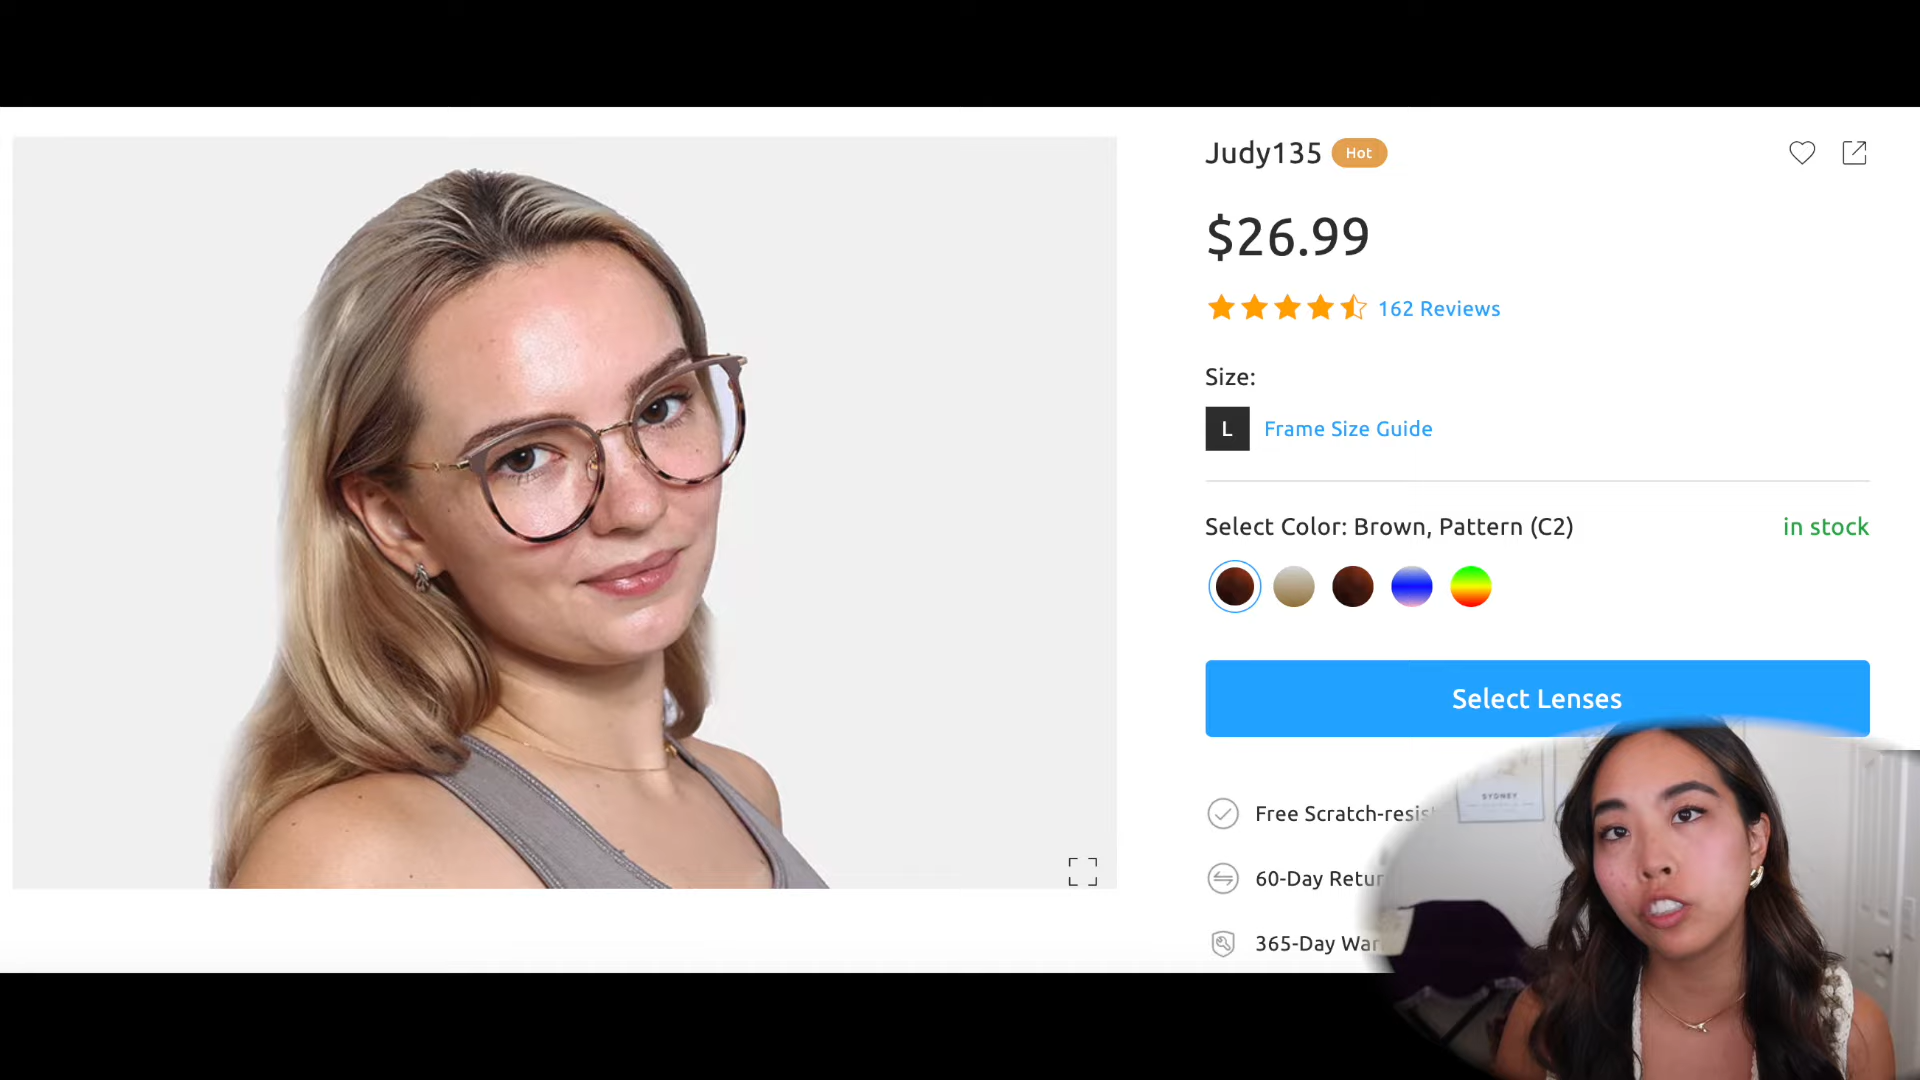 Judy135 Hot
$26.99
162 Reviews
Size:
L Frame Size Guide
Select Color: Brown, Pattern (C2) in stock
Select Lenses
Free Scratch-resis
60-Day Retur
365-Day War
SYDNEY